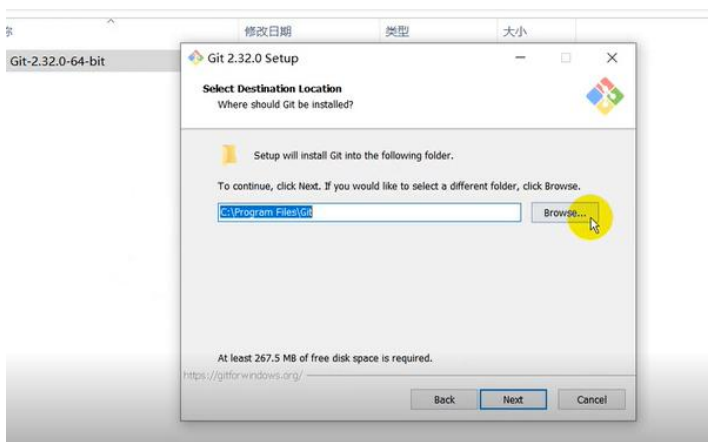 修改日期 类型 大小
Git-2.32.0-64-bit
Git 2.32.0 Setup
Select Destination Location
Where should Git be installed?
Setup will install Git into the following folder.
To continue, click Next. If you would like to select a different folder, click Browse.
C:\Program Files\Git
Browse...
At least 267.5 MB of free disk space is required.
https://gitforwindows.org/
Back Next Cancel